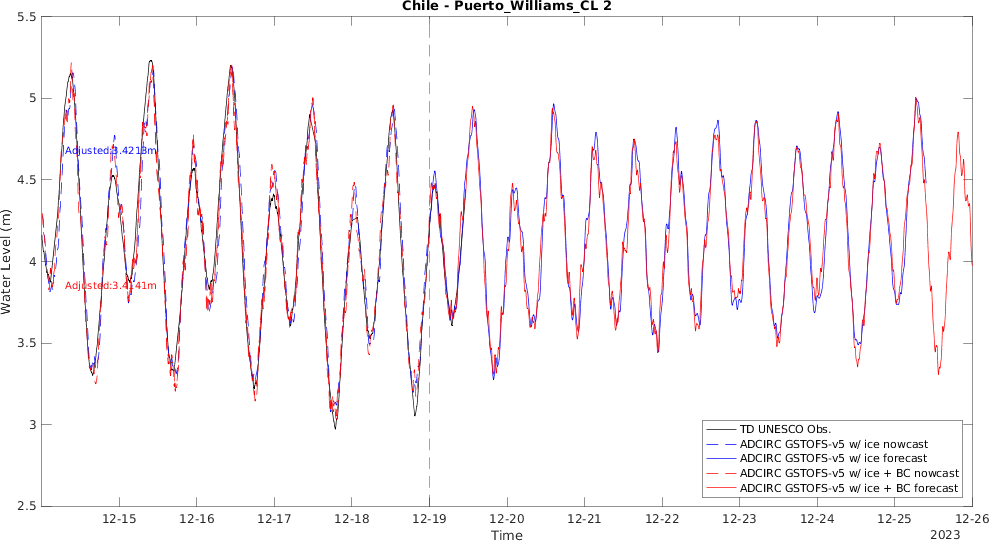 Chile - Puerto_Williams_CL 2
5.5
5
4.5
4
3.5
3
2.5
Water Level (m)
Adjusted:3.4213m
Adjusted:3.4141m
TD UNESCO Obs.
ADCIRC GSTOFS-v5 w/ ice nowcast
ADCIRC GSTOFS-v5 w/ ice forecast
ADCIRC GSTOFS-v5 w/ ice + BC nowcast
ADCIRC GSTOFS-v5 w/ ice + BC forecast
12-15 12-16 12-17 12-18 12-19 12-20 12-21 12-22 12-23 12-24 12-25 12-26
Time
2023